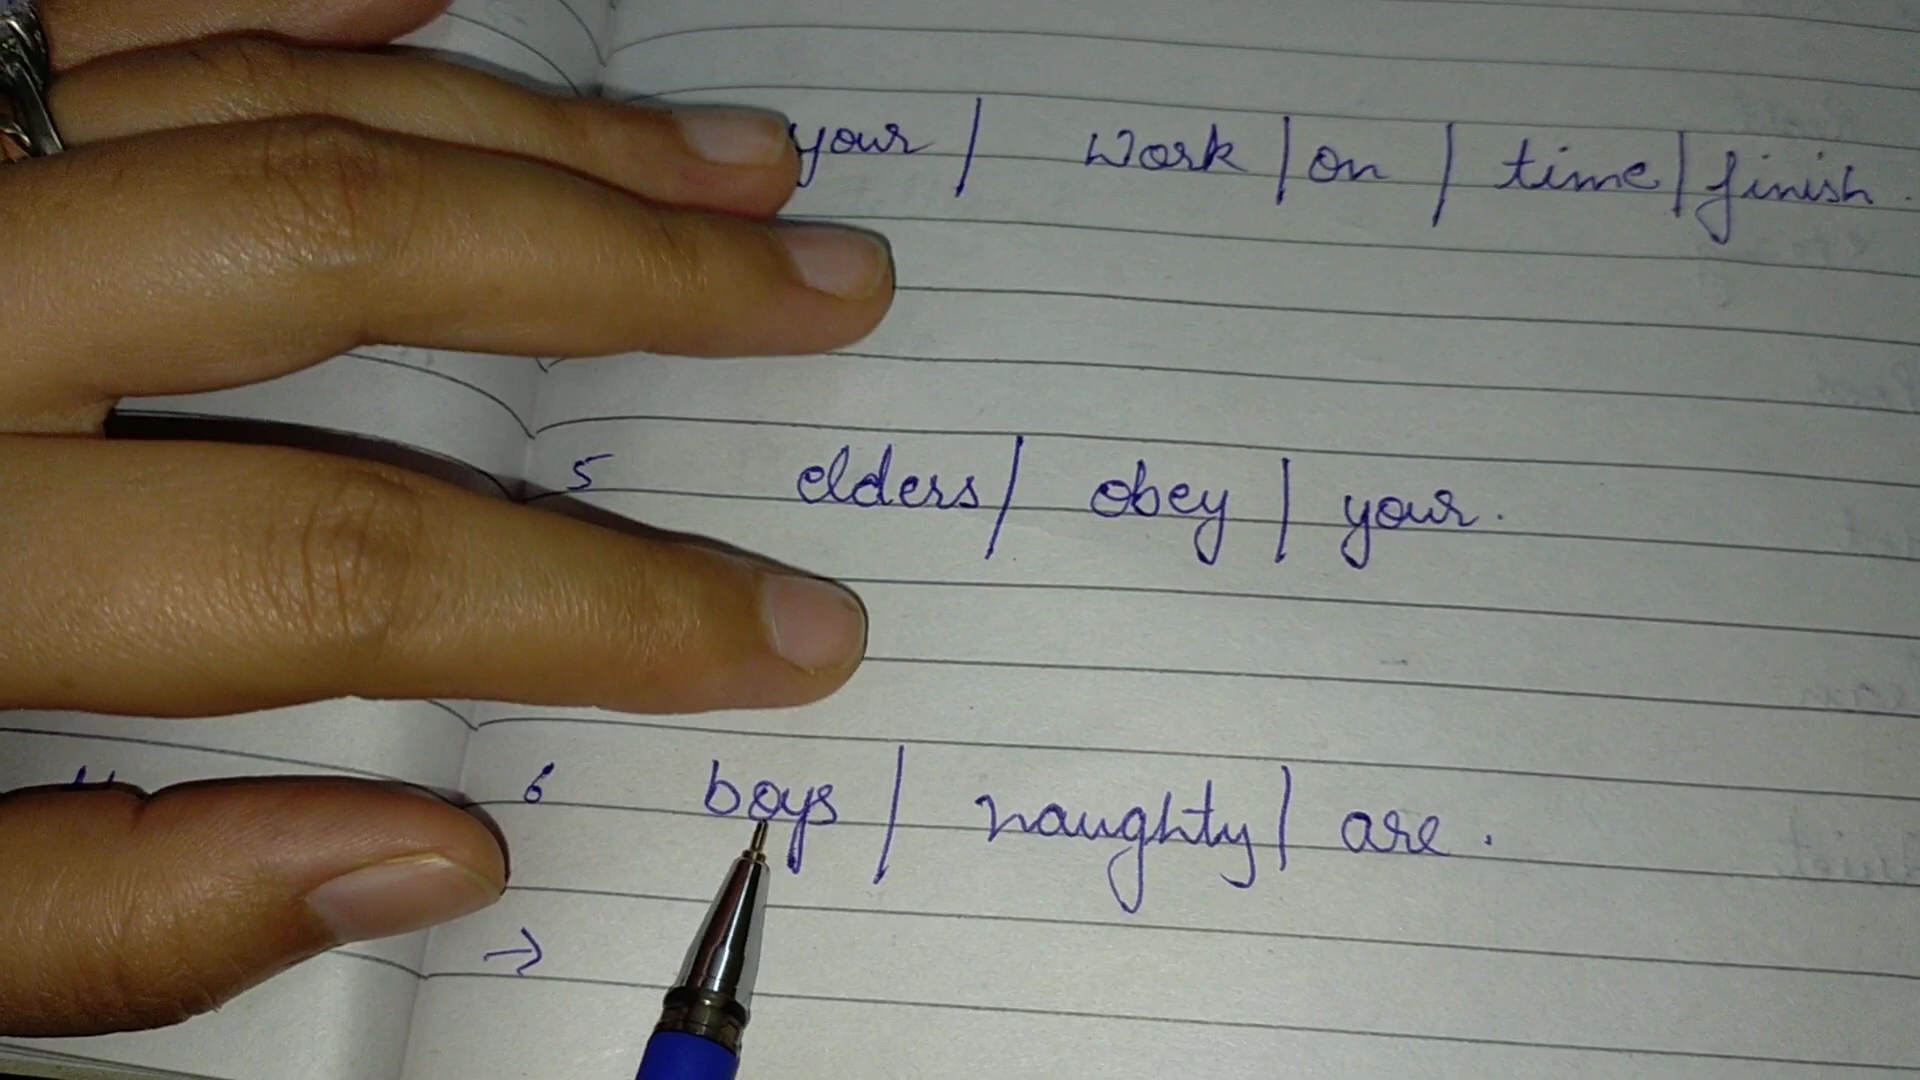 your / Work / on / time / finish.
5 elders / obey / your.
6 boys / naughty / are.
→